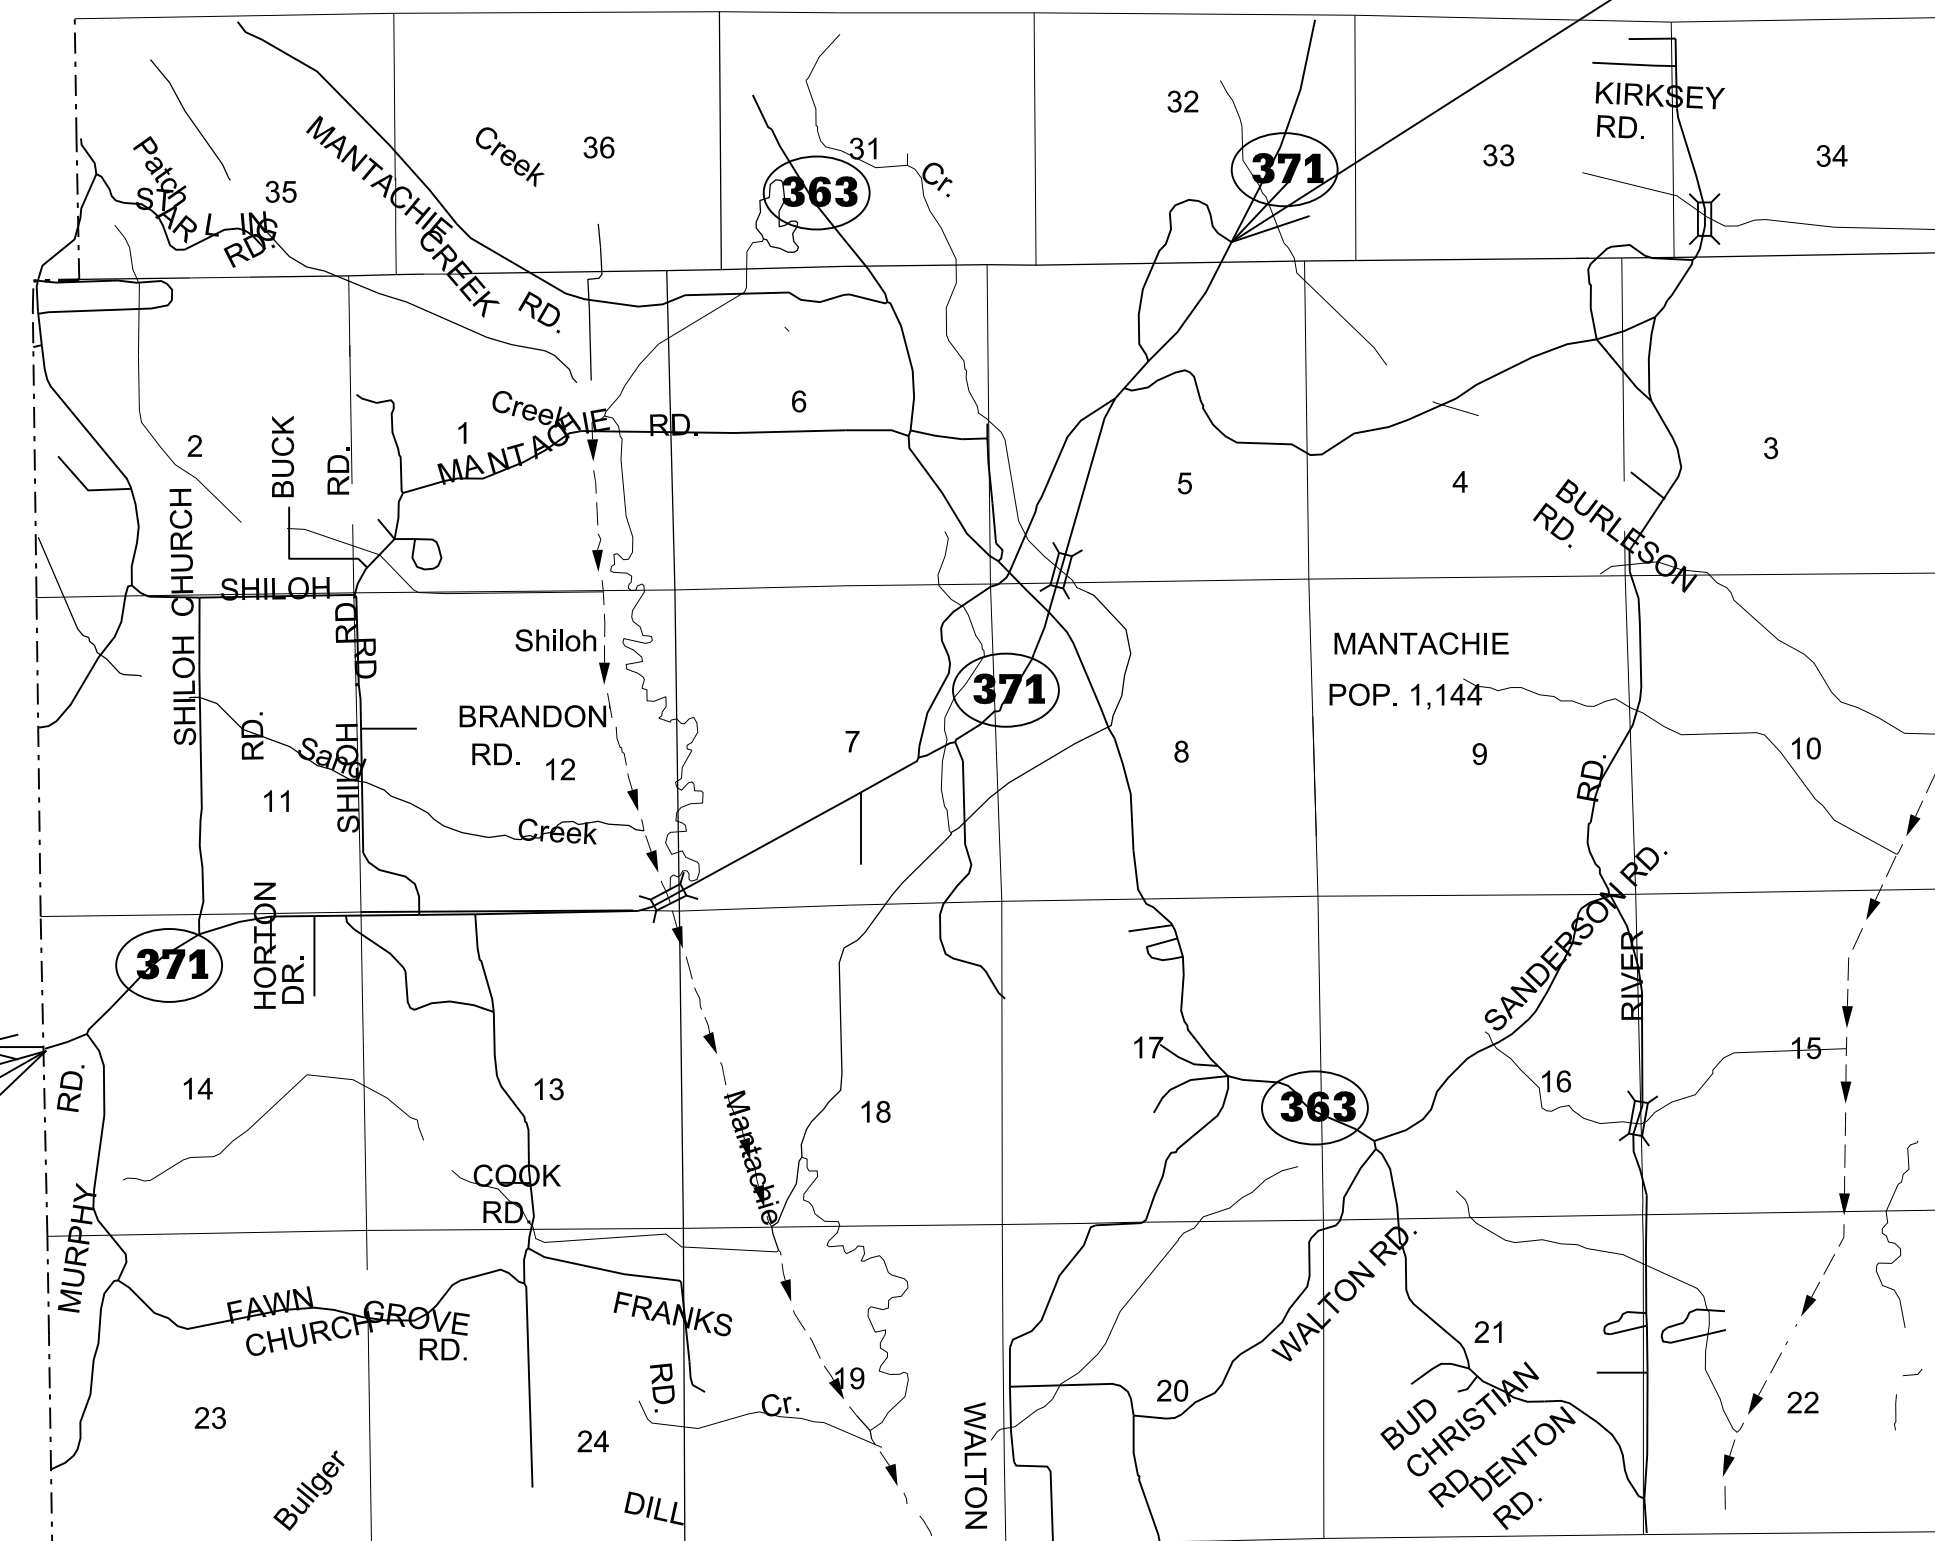 KIRKSEY
RD.
32
36
31
33
34
371
363
Cr.
Creek
Patch
35
MANTACHIE
CREEK
RD.
STAR L ING
RD.
6
1
2
Creek
MANTACHIE RD.
BUCK
RD.
3
5
4
BURLESON
RD.
SHILOH CHURCH
RD.
SHILOH
RD.
SHILOH
RD.
Shiloh
MANTACHIE
POP. 1,144
371
BRANDON
RD.
7
8
9
10
12
11
Sand
Creek
RD.
RIVER
SANDERSON RD.
HORTON
DR.
371
17
15
16
14
13
18
363
MURPHY
RD.
Mantachie
COOK
RD.
FAWN GROVE
CHURCH RD.
FRANKS
RD.
WALTON RD.
21
19
20
22
23
24
Cr.
BUD
CHRISTIAN
RD.
DENTON
RD.
WALTON
Bullger
DILL